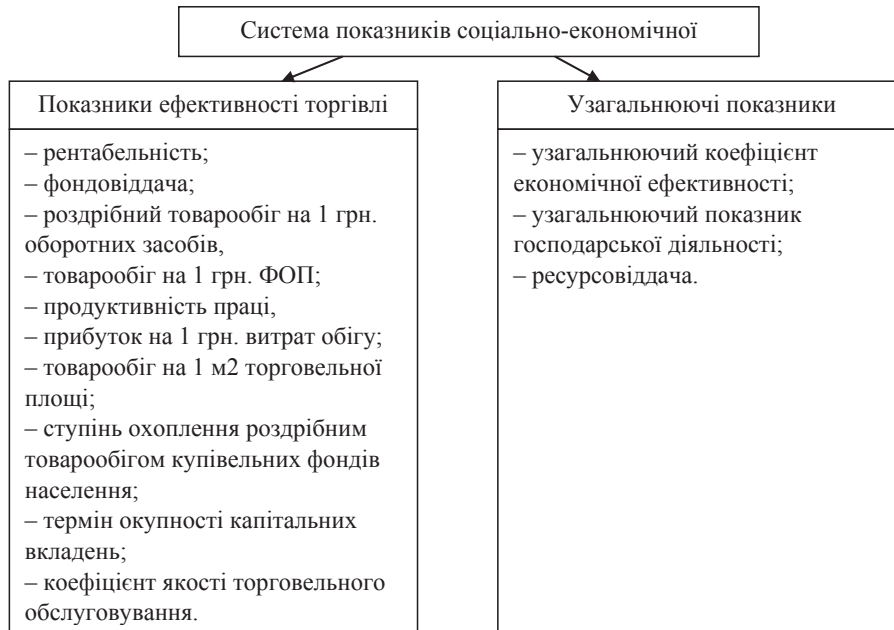 Система показників соціально-економічної
Показники ефективності торгівлі
– рентабельність;
– фондовіддача;
– роздрібний товарообіг на 1 грн.
оборотних засобів,
– товарообіг на 1 грн. ФОП;
– продуктивність праці,
– прибуток на 1 грн. витрат обігу;
– товарообіг на 1 м2 торговельної
площі;
– ступінь охоплення роздрібним
товарообігом купівельних фондів
населення;
– термін окупності капітальних
вкладень;
– коефіцієнт якості торговельного
обслуговування.
Узагальнюючі показники
– узагальнюючий коефіцієнт
економічної ефективності;
– узагальнюючий показник
господарської діяльності;
– ресурсовіддача.